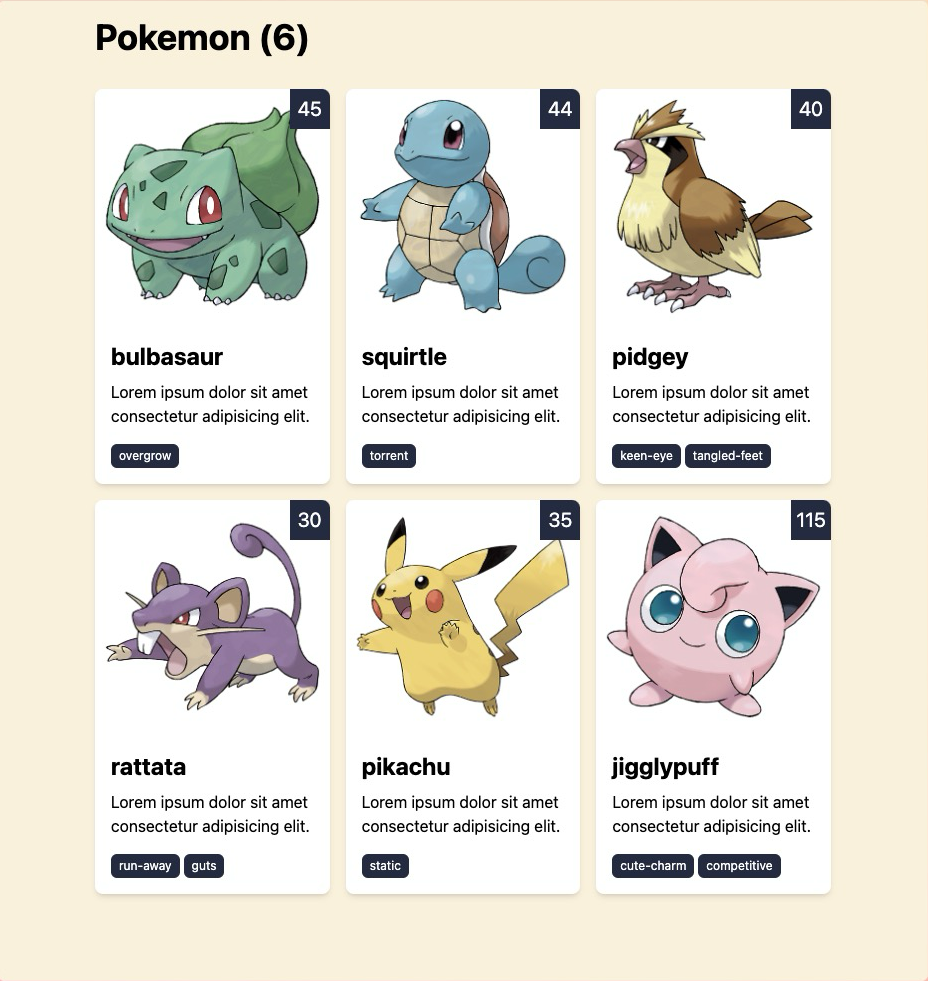 Pokemon (6)
45
bulbasaur
Lorem ipsum dolor sit amet
consectetur adipisicing elit.
overgrow
44
squirtle
Lorem ipsum dolor sit amet
consectetur adipisicing elit.
torrent
40
pidgey
Lorem ipsum dolor sit amet
consectetur adipisicing elit.
keen-eye tangled-feet
30
rattata
Lorem ipsum dolor sit amet
consectetur adipisicing elit.
run-away guts
35
pikachu
Lorem ipsum dolor sit amet
consectetur adipisicing elit.
static
115
jigglypuff
Lorem ipsum dolor sit amet
consectetur adipisicing elit.
cute-charm competitive